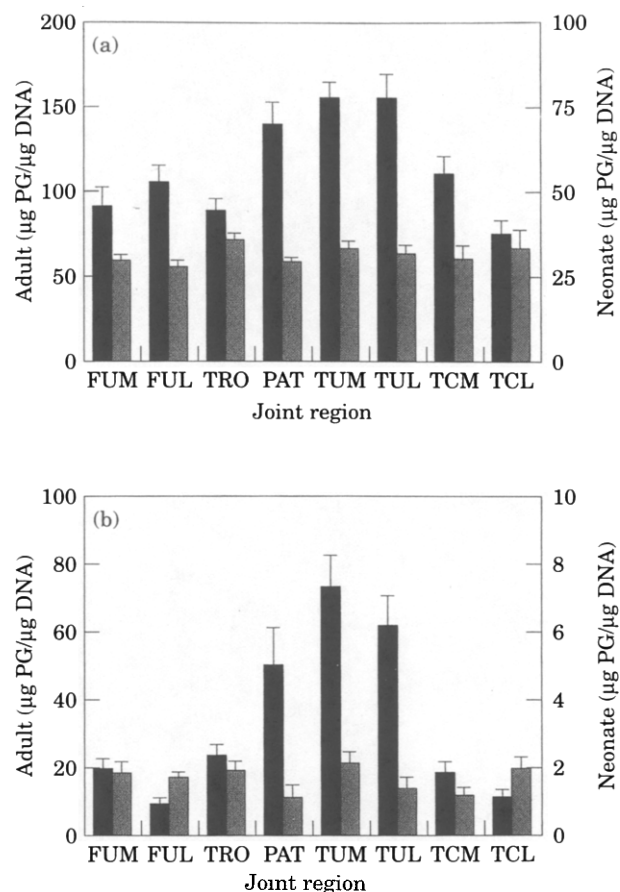 (a)
Adult (μg PG/μg DNA)
200
150
100
50
0
100
75
50
25
0
Neonate (μg PG/μg DNA)
FUM FUL TRO PAT TUM TUL TCM TCL
Joint region
(b)
Adult (μg PG/μg DNA)
100
80
60
40
20
0
10
8
6
4
2
0
Neonate (μg PG/μg DNA)
FUM FUL TRO PAT TUM TUL TCM TCL
Joint region